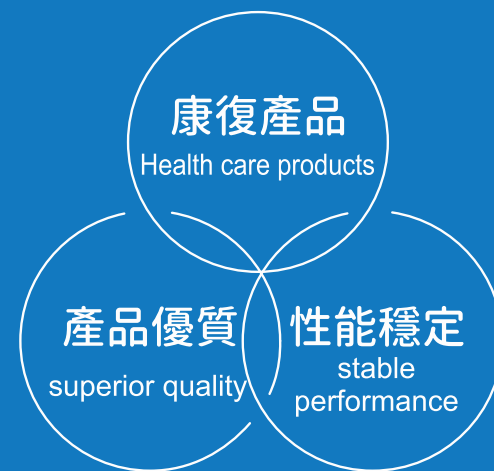 康復產品
Health care products
產品優質
superior quality
性能穩定
stable
performance